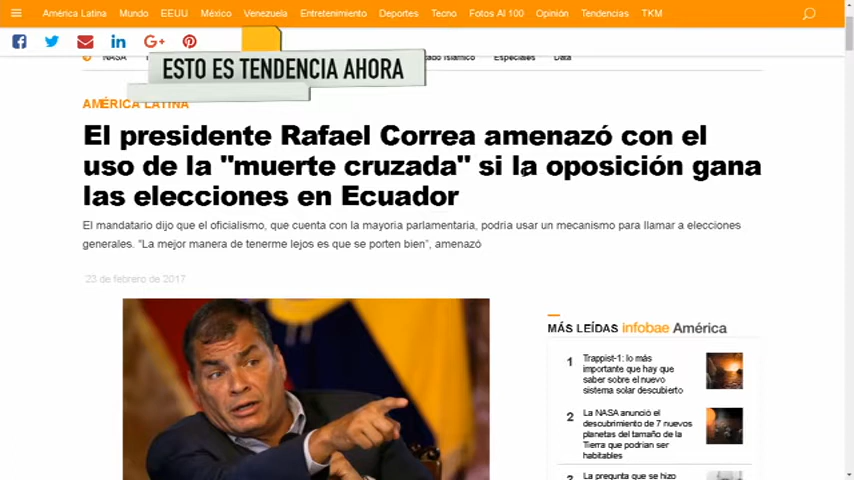 América Latina Mundo EEUU México Venezuela Entretenimiento Deportes Tecno Fotos Al 100 Opinión Tendencias TKM
ESTO ES TENDENCIA AHORA
NASA Especiales Data
AMÉRICA LATINA
El presidente Rafael Correa amenazó con el
uso de la "muerte cruzada" si la oposición gana
las elecciones en Ecuador
El mandatario dijo que el oficialismo, que cuenta con la mayoria parlamentaria, podria usar un mecanismo para llamar a elecciones
generales. "La mejor manera de tenerme lejos es que se porten bien", amenazó
23 de febrero de 2017
MÁS LEÍDAS infobae América
1 Trappist-1: lo más
importante que hay que
saber sobre el nuevo
sistema solar descubierto
2 La NASA anunció el
descubrimiento de 7 nuevos
planetas del tamaño de la
Tierra que podrían ser
habitables
La pregunta que se hizo